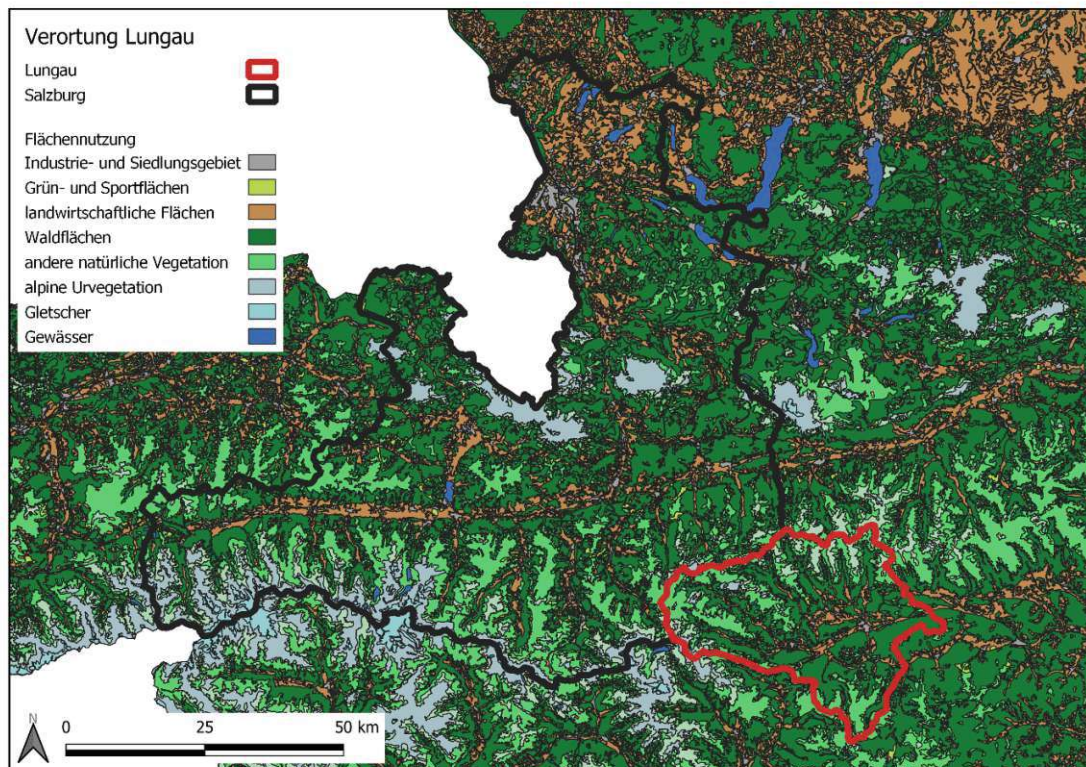 Verortung Lungau
Lungau
Salzburg
Flächennutzung
Industrie- und Siedlungsgebiet
Grün- und Sportflächen
landwirtschaftliche Flächen
Waldflächen
andere natürliche Vegetation
alpine Urvegetation
Gletscher
Gewässer
N
0 25 50 km